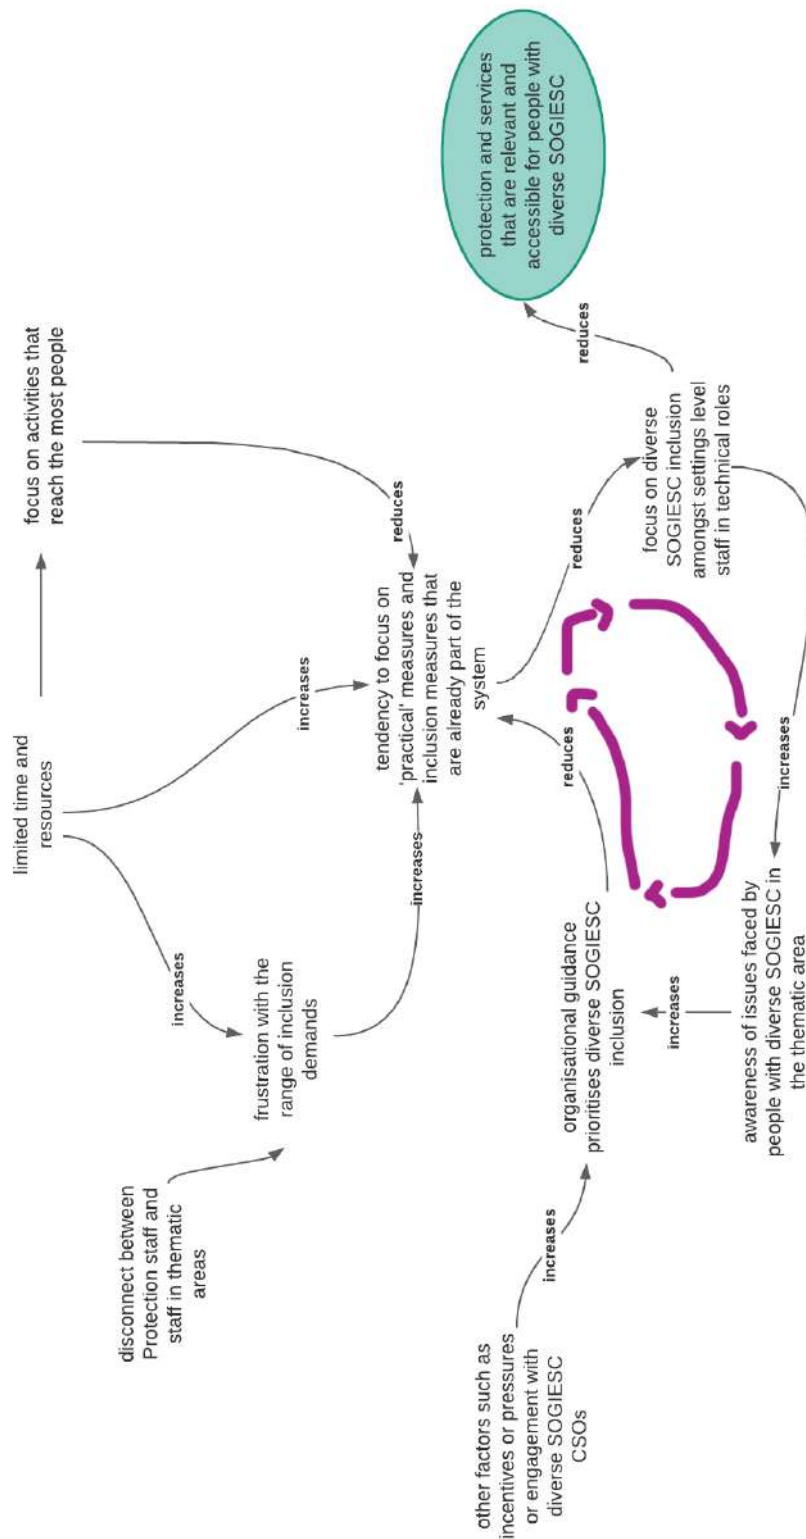 limited time and
resources
focus on activities that
reach the most people
increases
increases
disconnect between
Protection staff and
staff in thematic
areas
frustration with the
range of inclusion
demands
increases
reduces
tendency to focus on
'practical' measures and
inclusion measures that
are already part of the
system
protection and services
that are relevant and
accessible for people with
diverse SOGIESC
reduces
reduces
reduces
other factors such as
incentives or pressures
or engagement with
diverse SOGIESC
CSOs
increases
organisational guidance
prioritises diverse SOGIESC
inclusion
focus on diverse
SOGIESC inclusion
amongst settings level
staff in technical roles
increases
increases
awareness of issues faced by
people with diverse SOGIESC in
the thematic area